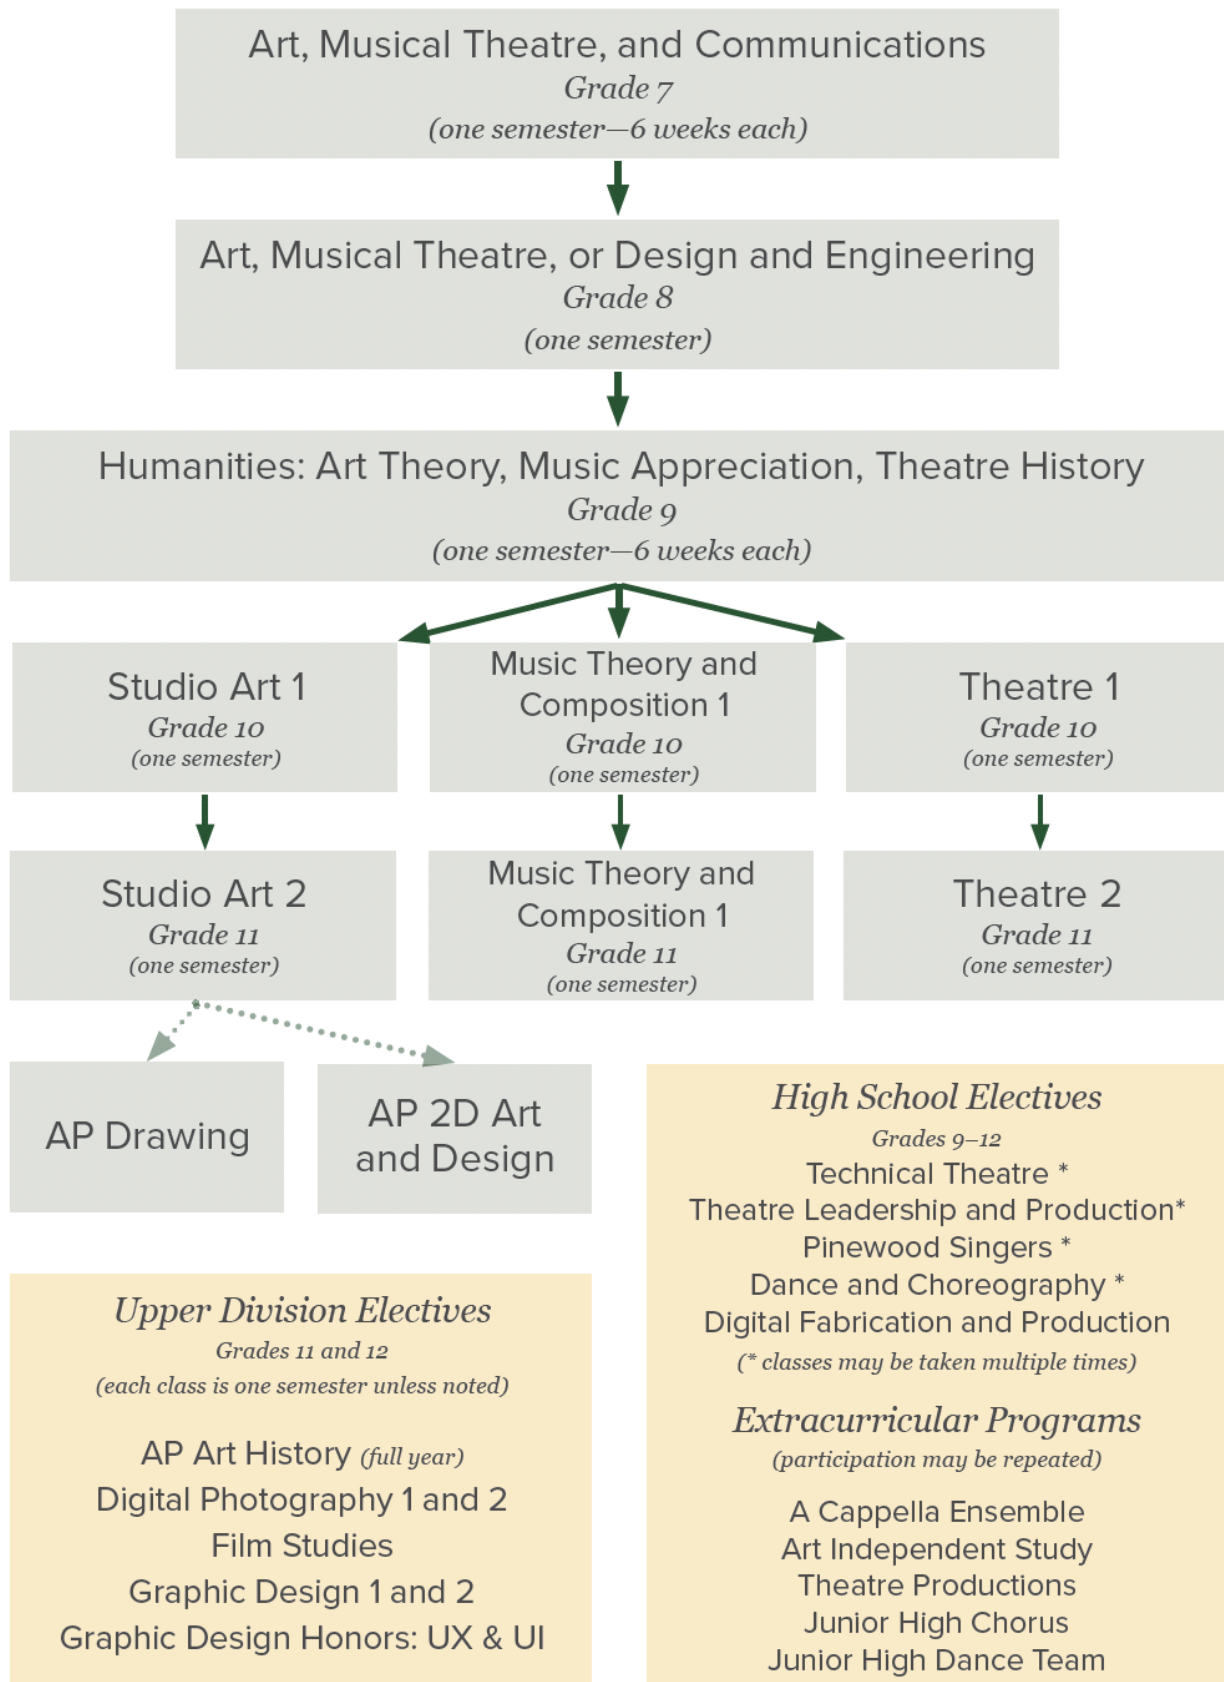 Art, Musical Theatre, and Communications
Grade 7
(one semester—6 weeks each)
Art, Musical Theatre, or Design and Engineering
Grade 8
(one semester)
Humanities: Art Theory, Music Appreciation, Theatre History
Grade 9
(one semester—6 weeks each)
Studio Art 1
Grade 10
(one semester)
Music Theory and
Composition 1
Grade 10
(one semester)
Theatre 1
Grade 10
(one semester)
Studio Art 2
Grade 11
(one semester)
Music Theory and
Composition 1
Grade 11
(one semester)
Theatre 2
Grade 11
(one semester)
AP Drawing
AP 2D Art
and Design
Upper Division Electives
Grades 11 and 12
(each class is one semester unless noted)
AP Art History (full year)
Digital Photography 1 and 2
Film Studies
Graphic Design 1 and 2
Graphic Design Honors: UX & UI
High School Electives
Grades 9–12
Technical Theatre *
Theatre Leadership and Production*
Pinewood Singers *
Dance and Choreography *
Digital Fabrication and Production
(* classes may be taken multiple times)
Extracurricular Programs
(participation may be repeated)
A Cappella Ensemble
Art Independent Study
Theatre Productions
Junior High Chorus
Junior High Dance Team